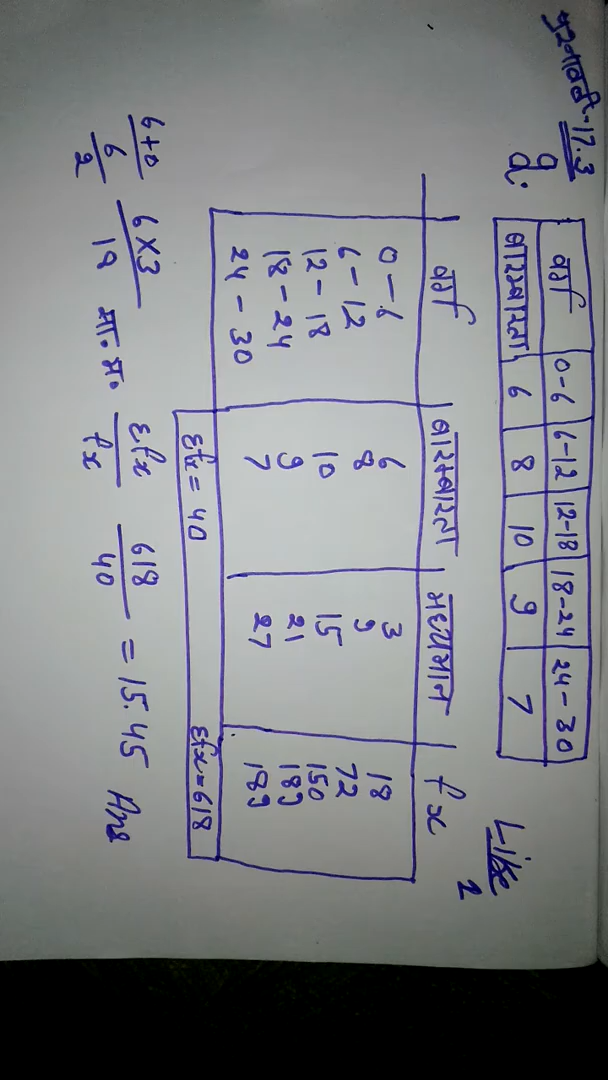 प्रश्नावली-17.3
Q. 9
वर्ग 0-6 6-12 12-18 18-24 24-30
बारम्बारता 6 8 10 9 7
Like
वर्ग बारम्बारता मध्यमान fx
0-6 6 3 18
6-12 8 9 72
12-18 10 15 150
18-24 9 21 189
24-30 7 27 189
Σfx = 40 Σfx = 618
6+0
6
2
6×3
18
मा. म. Σfx / fx 618 / 40 = 15.45 Ans